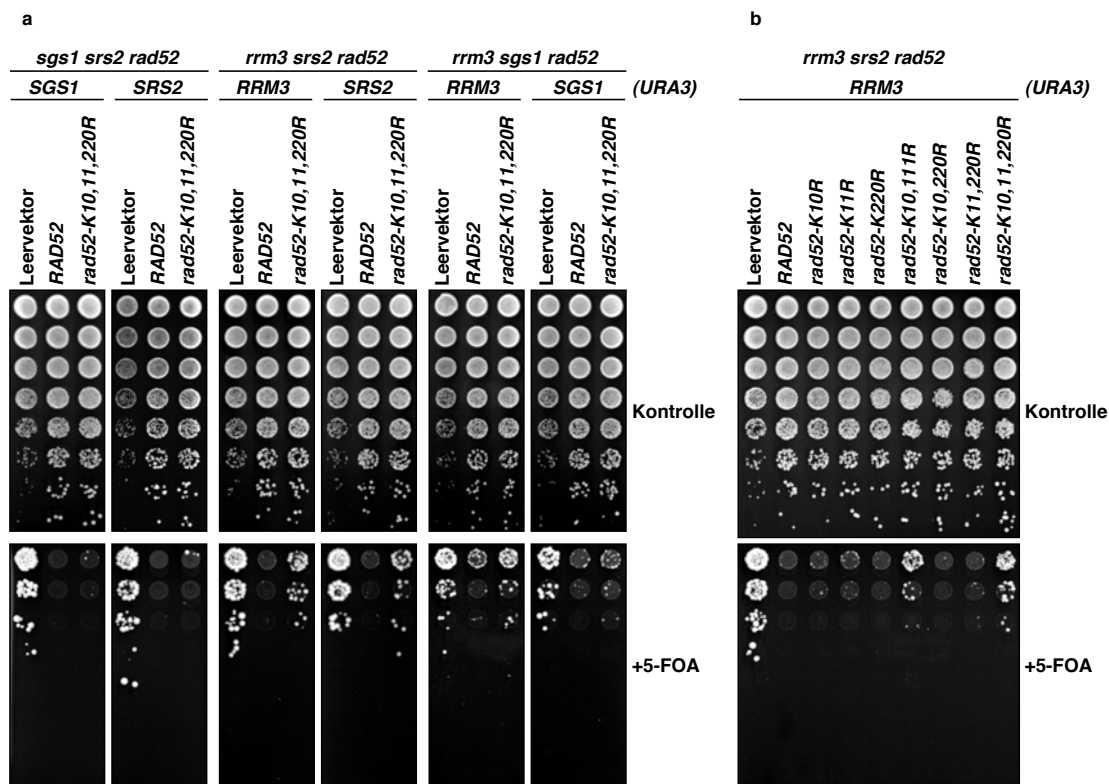 a
sgs1 srs2 rad52
rrm3 srs2 rad52
rrm3 sgs1 rad52
SGS1
SRS2
RRM3
SRS2
RRM3
SGS1
(URA3)
Leervektor
RAD52
rad52-K10,11,220R
Leervektor
RAD52
rad52-K10,11,220R
Leervektor
RAD52
rad52-K10,11,220R
Leervektor
RAD52
rad52-K10,11,220R
Leervektor
RAD52
rad52-K10,11,220R
Leervektor
RAD52
rad52-K10,11,220R
Kontrolle
+5-FOA
b
rrm3 srs2 rad52
RRM3
(URA3)
Leervektor
RAD52
rad52-K10R
rad52-K11R
rad52-K220R
rad52-K10,111R
rad52-K10,220R
rad52-K11,220R
rad52-K10,11,220R
Kontrolle
+5-FOA